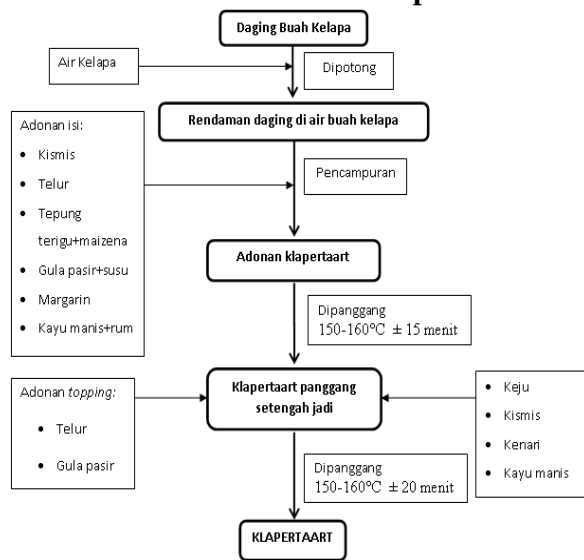 Daging Buah Kelapa
Air Kelapa
Dipotong
Rendaman daging di air buah kelapa
Adonan isi:
• Kismis
• Telur
• Tepung
terigu+maizena
• Gula pasir+susu
• Margarin
• Kayu manis+rum
Pencampuran
Adonan klapertaart
Dipanggang
150-160°C ± 15 menit
Adonan topping:
• Telur
• Gula pasir
Klapertaart panggang
setengah jadi
• Keju
• Kismis
• Kenari
• Kayu manis
Dipanggang
150-160°C ± 20 menit
KLAPERTAART